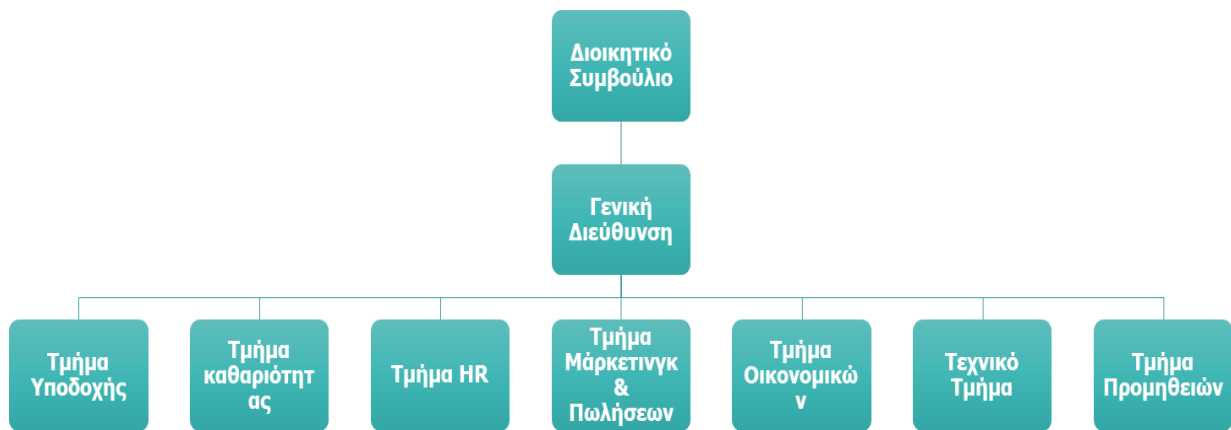 Διοικητικό
Συμβούλιο
Γενική
Διεύθυνση
Τμήμα
Υποδοχής
Τμήμα
καθαριότητ
ας
Τμήμα HR
Τμήμα
Μάρκετινγκ
&
Πωλήσεων
Τμήμα
Οικονομικώ
ν
Τεχνικό
Τμήμα
Τμήμα
Προμηθειών